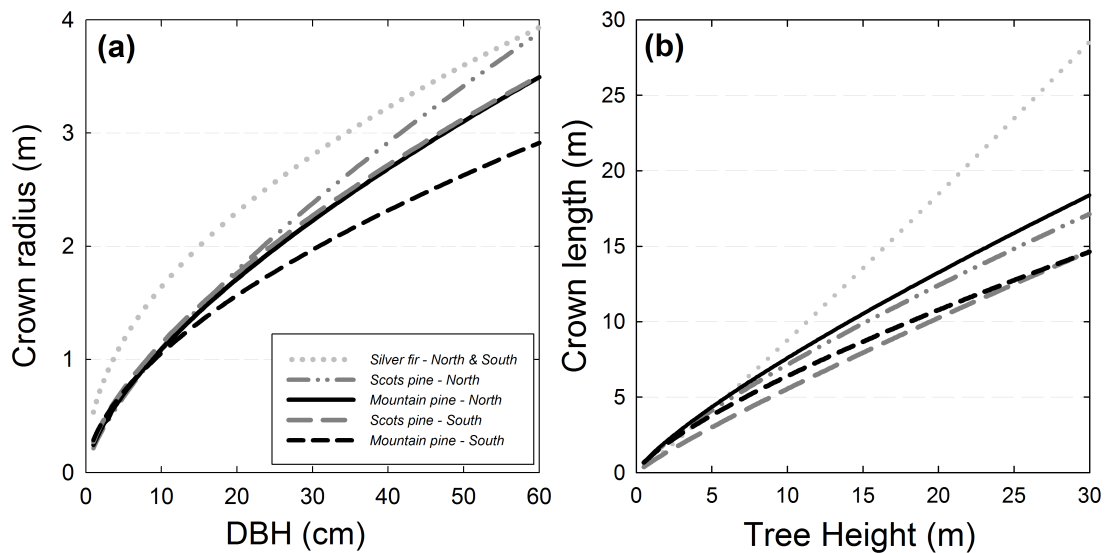 (a)
Crown radius (m)
4
3
2
1
0
Silver fir - North & South
Scots pine - North
Mountain pine - North
Scots pine - South
Mountain pine - South
0 10 20 30 40 50 60
DBH (cm)
(b)
Crown length (m)
30
25
20
15
10
5
0
0 5 10 15 20 25 30
Tree Height (m)